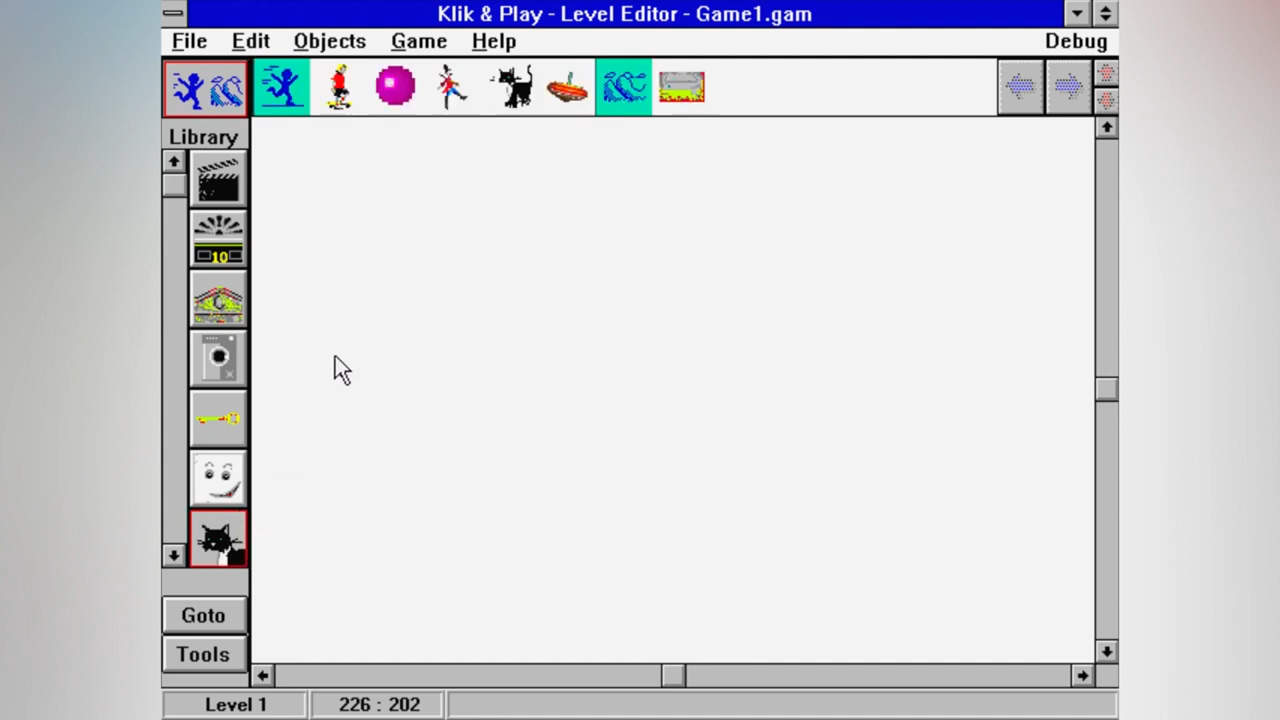 Klik & Play - Level Editor - Game1.gam
File Edit Objects Game Help Debug
Library
10
Goto
Tools
Level 1 226 : 202